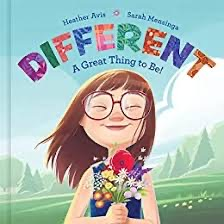 Heather Avis Sarah Mensinga
DIFFERENT
A Great Thing to Be!